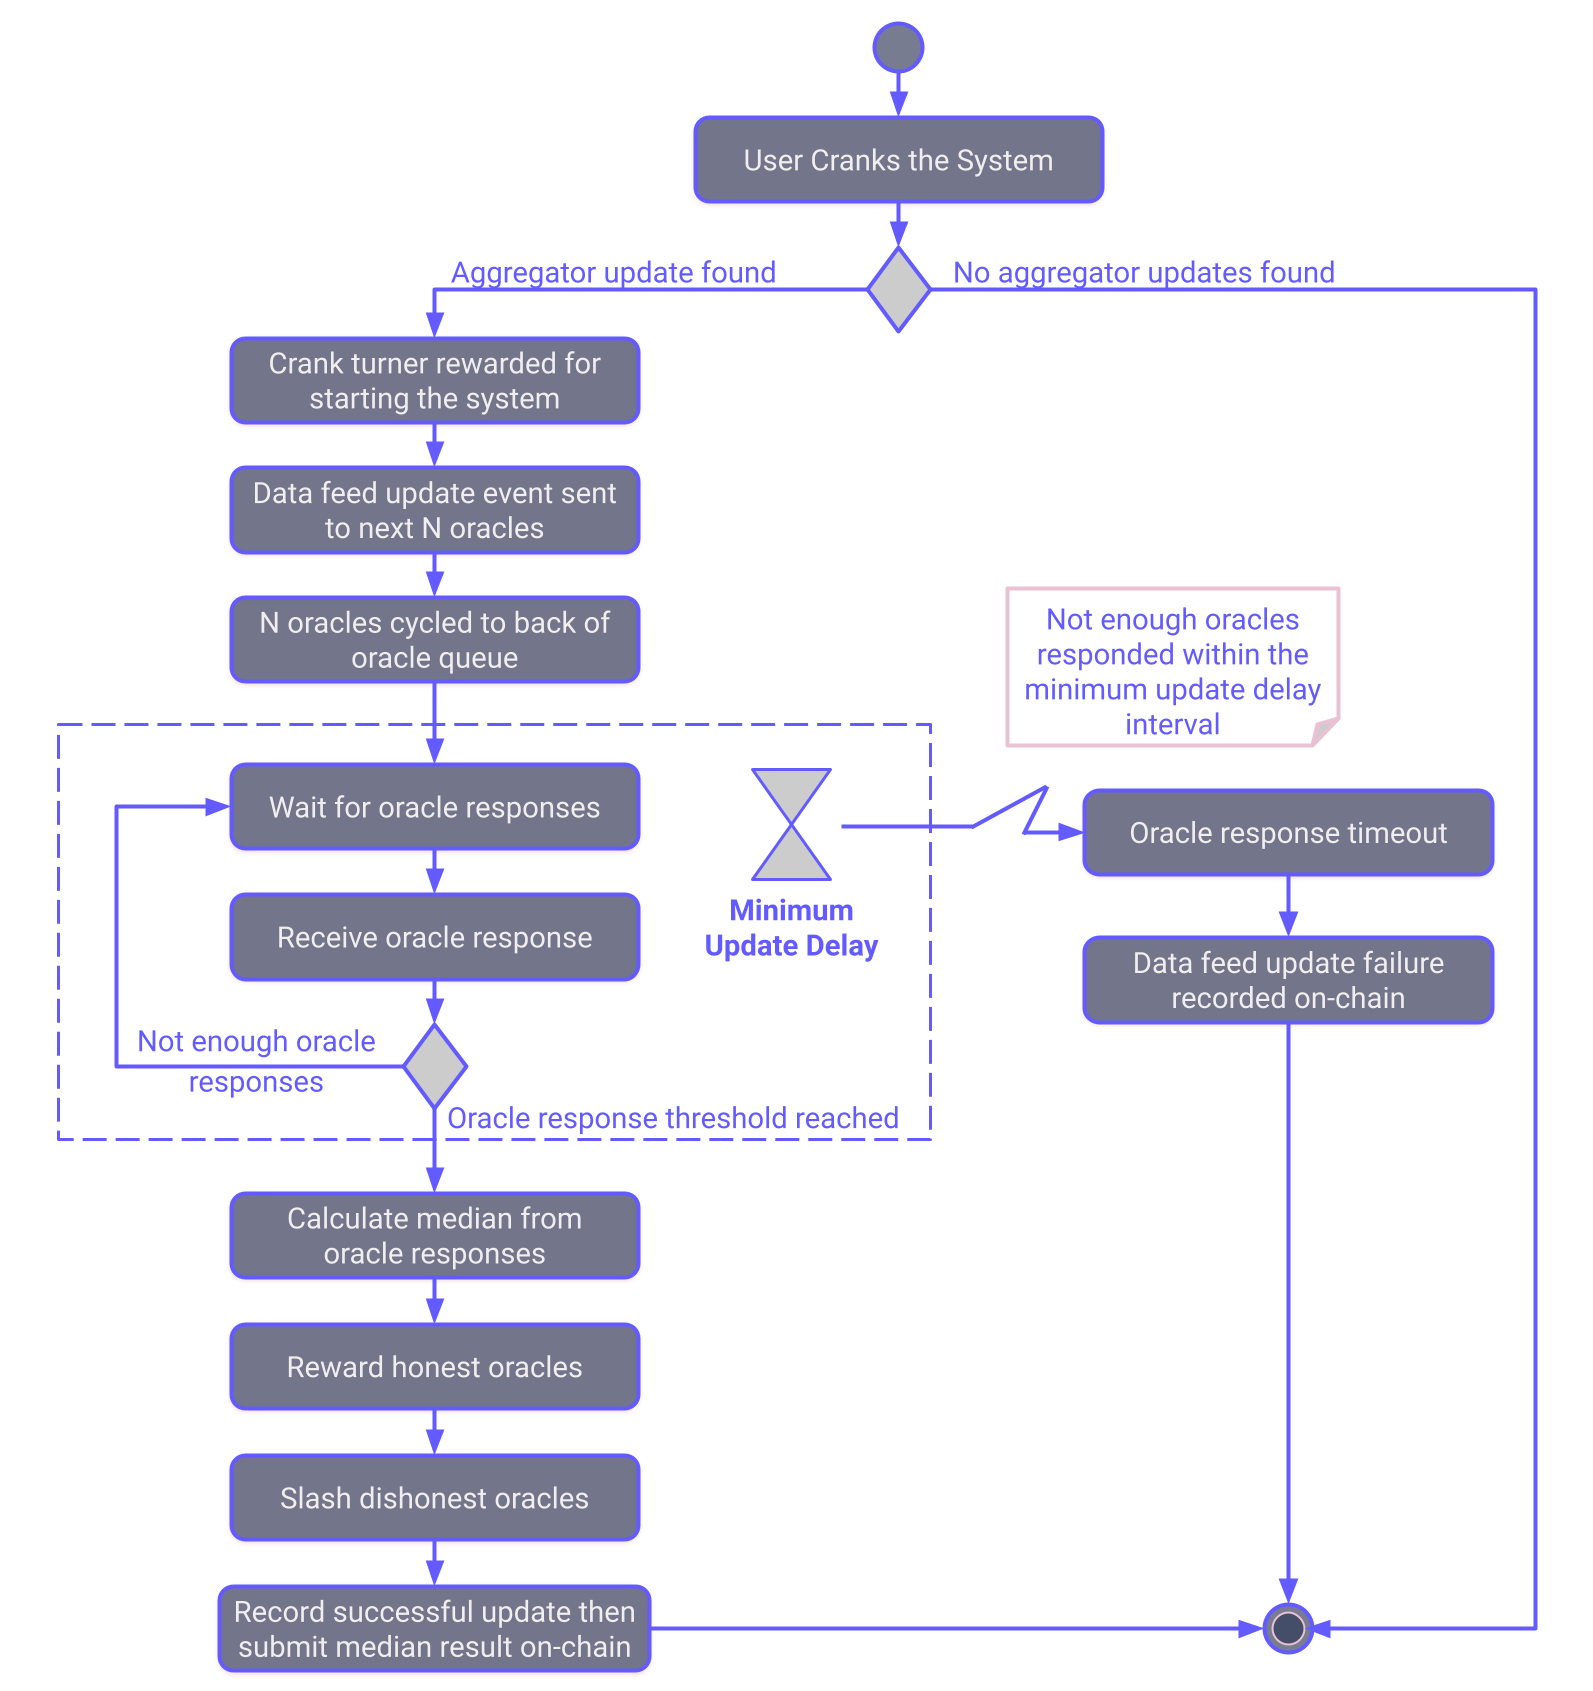 User Cranks the System
Aggregator update found
No aggregator updates found
Crank turner rewarded for
starting the system
Data feed update event sent
to next N oracles
N oracles cycled to back of
oracle queue
Not enough oracles
responded within the
minimum update delay
interval
Wait for oracle responses
Oracle response timeout
Minimum
Update Delay
Receive oracle response
Data feed update failure
recorded on-chain
Not enough oracle
responses
Oracle response threshold reached
Calculate median from
oracle responses
Reward honest oracles
Slash dishonest oracles
Record successful update then
submit median result on-chain